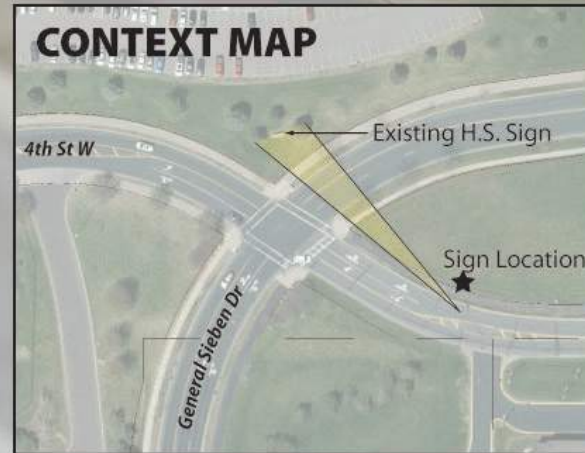 CONTEXT MAP
Existing H.S. Sign
4th St W
Sign Location
General Sieben Dr